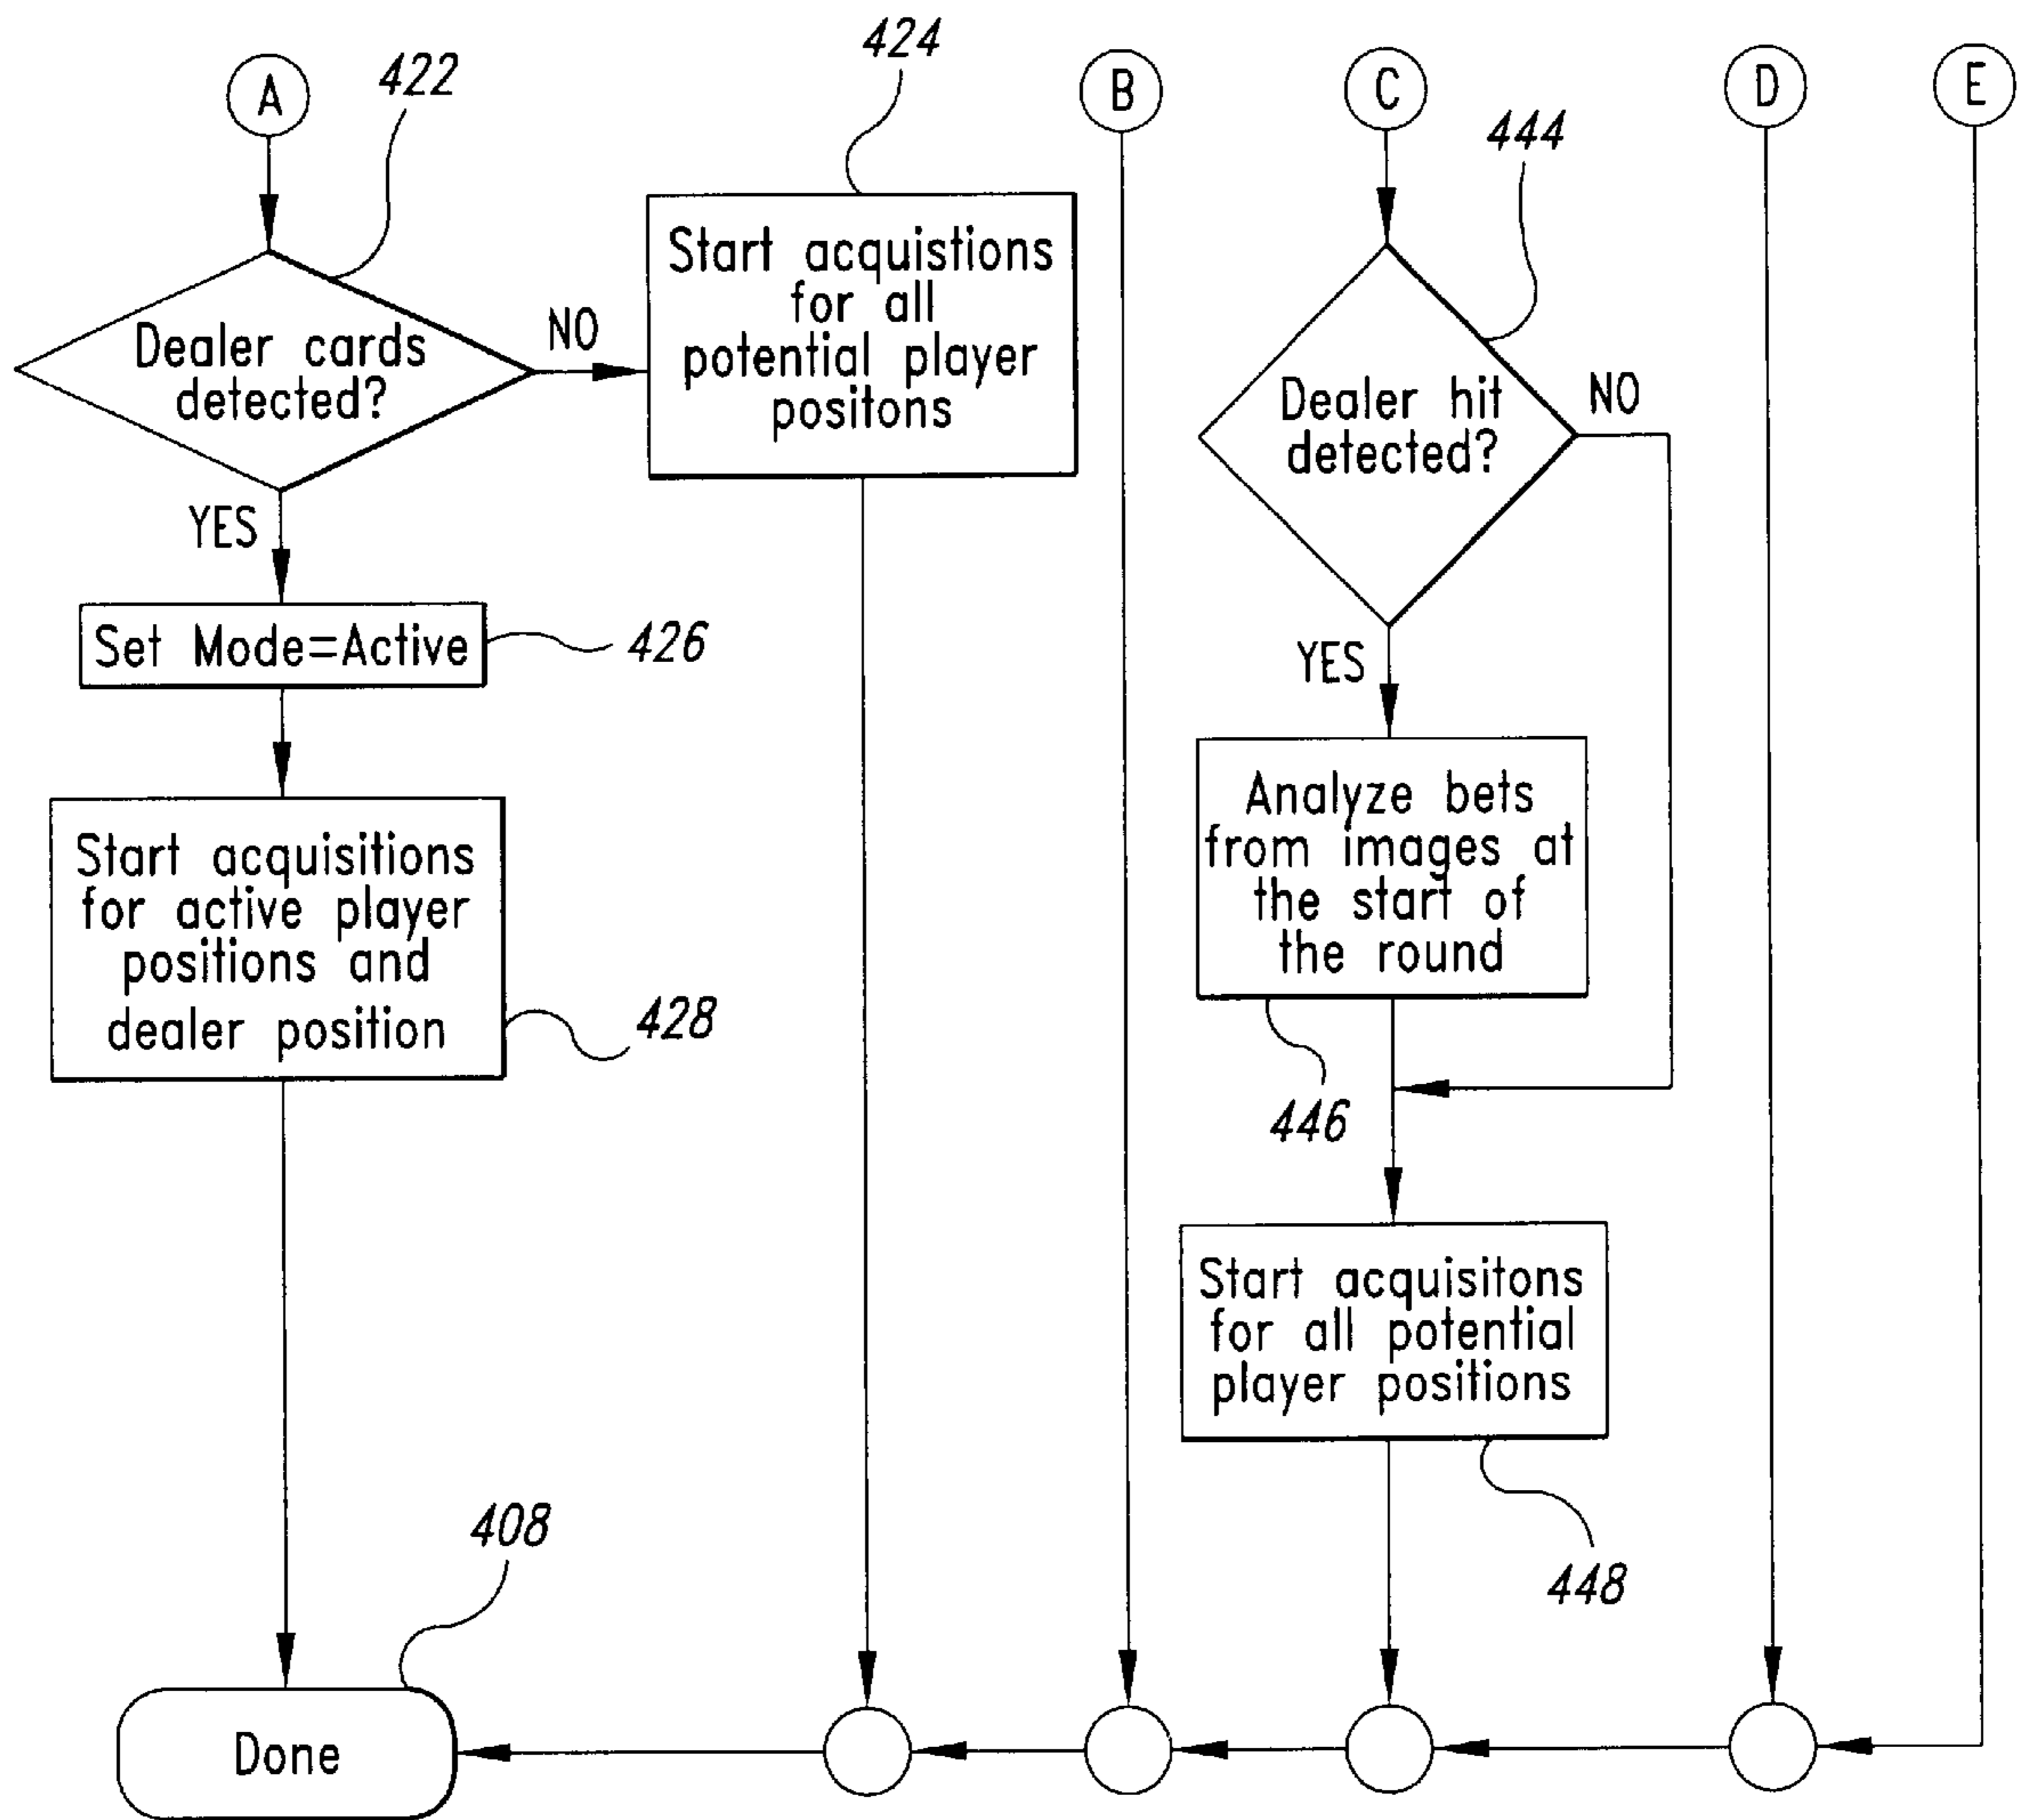 A
422
424
B
C
444
D
E
Dealer cards
detected?
NO
YES
Start acquistions
for all
potential player
positons
Set Mode=Active
426
Start acquisitions
for active player
positions and
dealer position
428
Dealer hit
detected?
NO
YES
Analyze bets
from images at
the start of
the round
446
Start acquisitons
for all potential
player positions
448
408
Done